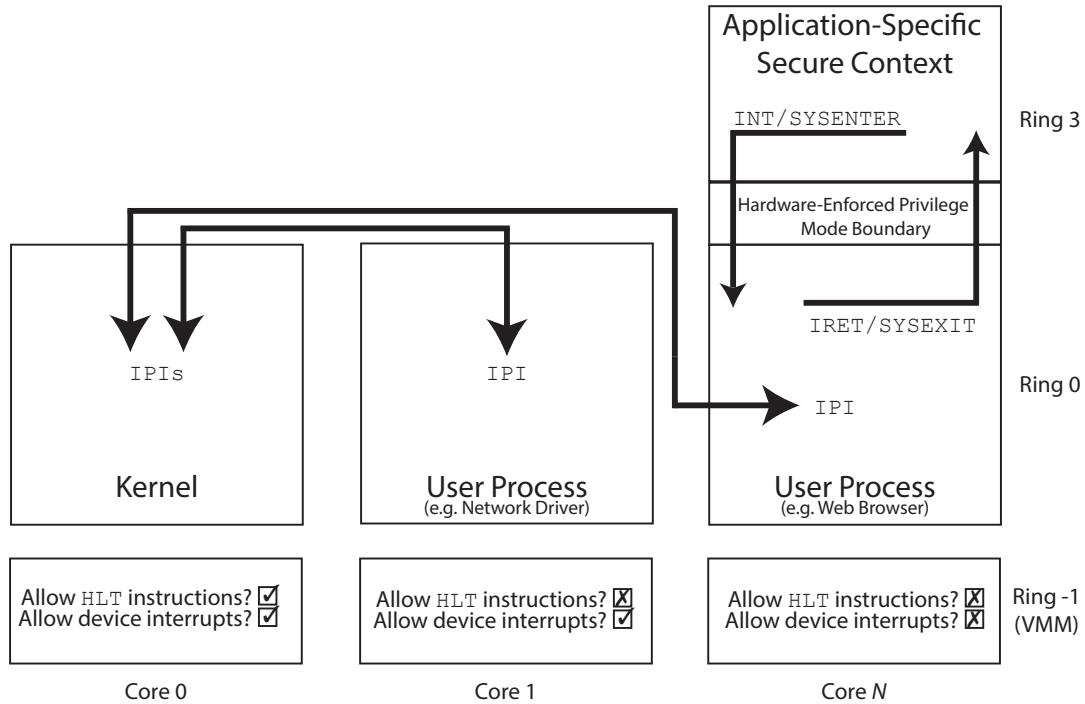 Application-Specific
Secure Context
INT/SYSENTER
Ring 3
Hardware-Enforced Privilege
Mode Boundary
IRET/SYSEXIT
IPIs
IPI
IPI
Ring 0
Kernel
User Process
(e.g. Network Driver)
User Process
(e.g. Web Browser)
Allow HLT instructions? ☑
Allow device interrupts? ☑
Allow HLT instructions? ☒
Allow device interrupts? ☑
Allow HLT instructions? ☒
Allow device interrupts? ☒
Ring -1
(VMM)
Core 0
Core 1
Core N